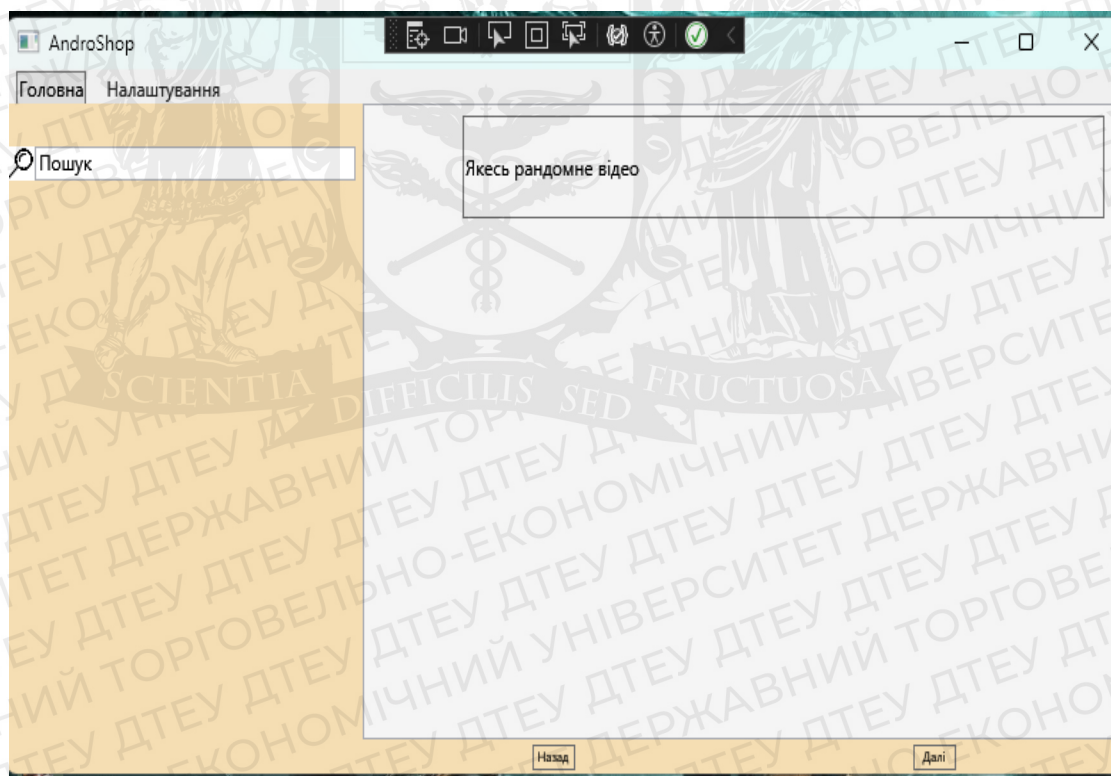 AndroShop
Головна Налаштування
Пошук
Якесь рандомне відео
SCIENTIA DIFFICILIS SED FRUCTUOSA
Назад Далі